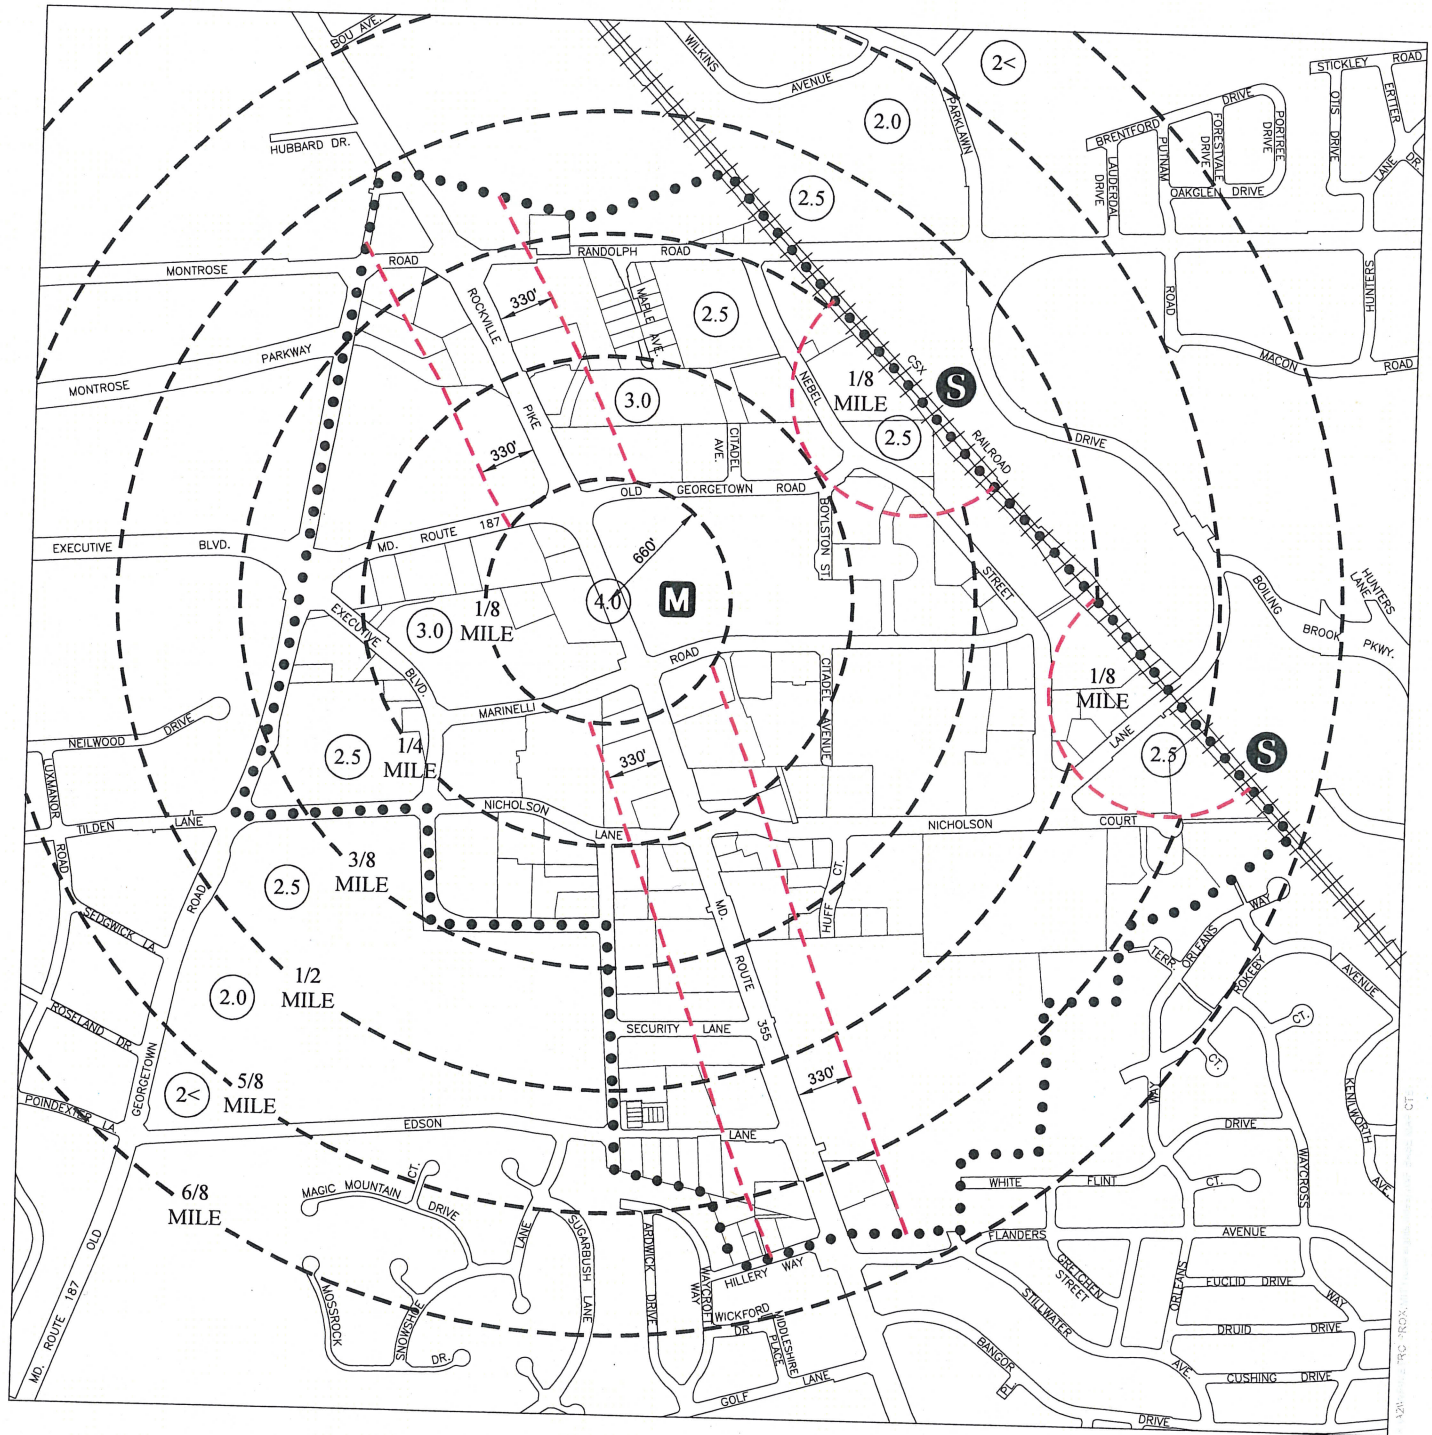 BOU AVE.
WILKINS
AVENUE
2<
STICKLEY ROAD
OTIS DRIVE
ERTTER
LANE
DR.
2.0
PARKLAWN
BRENTFORD
DRIVE
LAUDERDAL
DRIVE
PUTNAM
FORESTVALE
DRIVE
PORTREE
DRIVE
OAKGLEN DRIVE
HUBBARD DR.
2.5
MONTROSE
ROAD
RANDOLPH ROAD
ROCKVILLE
330'
MAPLE AVE.
2.5
ROAD
HUNTERS
MONTROSE
PARKWAY
MACON
ROAD
CSX
S
1/8
MILE
NEBEL
3.0
PIKE
CITADEL
AVE.
2.5
RAILROAD
DRIVE
330'
OLD GEORGETOWN ROAD
MD. ROUTE 187
BOYLSTON ST
EXECUTIVE BLVD.
660'
4.0
M
STREET
BOILING
BROOK PKWY.
HUNTERS
LANE
EXECUTIVE
BLVD.
3.0
1/8
MILE
ROAD
MARINELLI
CITADEL AVENUE
1/8
MILE
LANE
2.5
S
NEILWOOD DRIVE
LUXMANOR
ROAD
2.5
1/4
MILE
330'
TILDEN LANE
NICHOLSON
LANE
NICHOLSON
COURT
3/8
MILE
2.5
ROAD
HUFF CT.
MD.
ROUTE
355
SEDGWICK LA.
WAY
ORLEANS
TERR.
ROKEBY
AVENUE
1/2
MILE
2.0
ROSELAND DR.
SECURITY LANE
CT.
CT.
GEORGETOWN
5/8
MILE
2<
330'
POINDEXTER LA.
EDSON
LANE
WAY
DRIVE
KENILWORTH
AVE.
WAYCROSS
6/8
MILE
MAGIC MOUNTAIN
DRIVE
CT.
LANE
SUGARBUSH LANE
WHITE FLINT
CT.
FLANDERS
AVENUE
OLD
MD. ROUTE 187
MOSSROCK
SNOWSHOE
DR.
ARDWICK DRIVE
WAYCROFT
WAY
HILLERY WAY
WICKFORD
DR.
MIDDLESHIRE
PLACE
GOLF LANE
GRETCHEN
STREET
STILLWATER
AVE.
ORLEANS
EUCLID DRIVE
WAY
DRUID DRIVE
CUSHING DRIVE
BANGOR
PL.
DRIVE